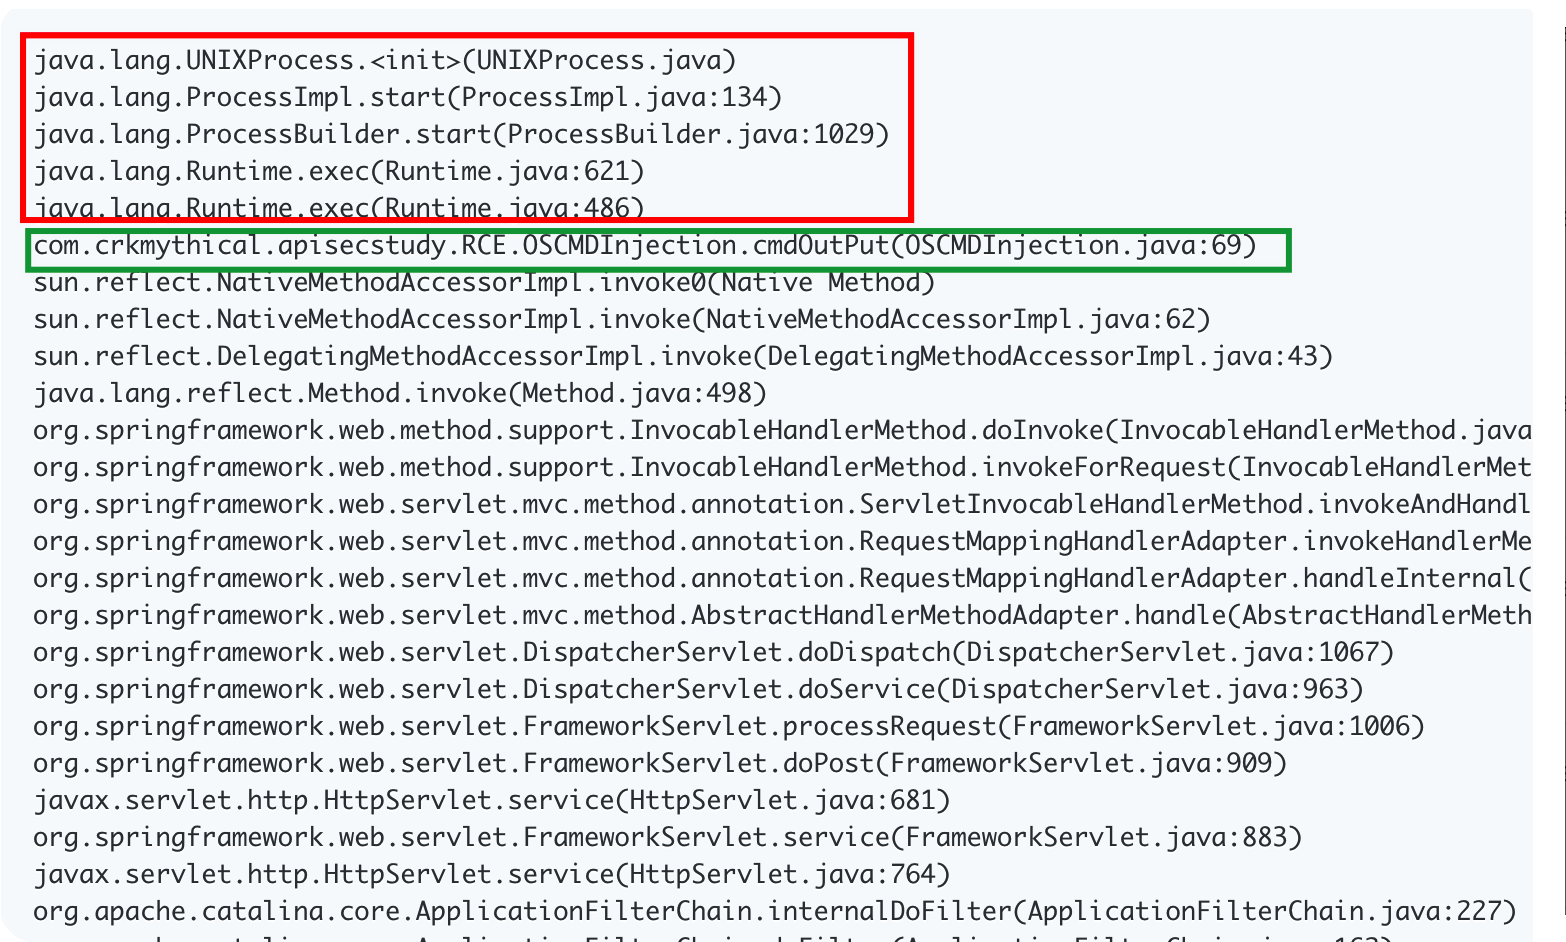 java.lang.UNIXProcess.<init>(UNIXProcess.java)
java.lang.ProcessImpl.start(ProcessImpl.java:134)
java.lang.ProcessBuilder.start(ProcessBuilder.java:1029)
java.lang.Runtime.exec(Runtime.java:621)
java.lang.Runtime.exec(Runtime.java:486)
com.crkmythical.apisecstudy.RCE.OSCMDInjection.cmdOutPut(OSCMDInjection.java:69)
sun.reflect.NativeMethodAccessorImpl.invoke0(Native Method)
sun.reflect.NativeMethodAccessorImpl.invoke(NativeMethodAccessorImpl.java:62)
sun.reflect.DelegatingMethodAccessorImpl.invoke(DelegatingMethodAccessorImpl.java:43)
java.lang.reflect.Method.invoke(Method.java:498)
org.springframework.web.method.support.InvocableHandlerMethod.doInvoke(InvocableHandlerMethod.java
org.springframework.web.method.support.InvocableHandlerMethod.invokeForRequest(InvocableHandlerMet
org.springframework.web.servlet.mvc.method.annotation.ServletInvocableHandlerMethod.invokeAndHandl
org.springframework.web.servlet.mvc.method.annotation.RequestMappingHandlerAdapter.invokeHandlerMe
org.springframework.web.servlet.mvc.method.annotation.RequestMappingHandlerAdapter.handleInternal(
org.springframework.web.servlet.mvc.method.AbstractHandlerMethodAdapter.handle(AbstractHandlerMeth
org.springframework.web.servlet.DispatcherServlet.doDispatch(DispatcherServlet.java:1067)
org.springframework.web.servlet.DispatcherServlet.doService(DispatcherServlet.java:963)
org.springframework.web.servlet.FrameworkServlet.processRequest(FrameworkServlet.java:1006)
org.springframework.web.servlet.FrameworkServlet.doPost(FrameworkServlet.java:909)
javax.servlet.http.HttpServlet.service(HttpServlet.java:681)
org.springframework.web.servlet.FrameworkServlet.service(FrameworkServlet.java:883)
javax.servlet.http.HttpServlet.service(HttpServlet.java:764)
org.apache.catalina.core.ApplicationFilterChain.internalDoFilter(ApplicationFilterChain.java:227)